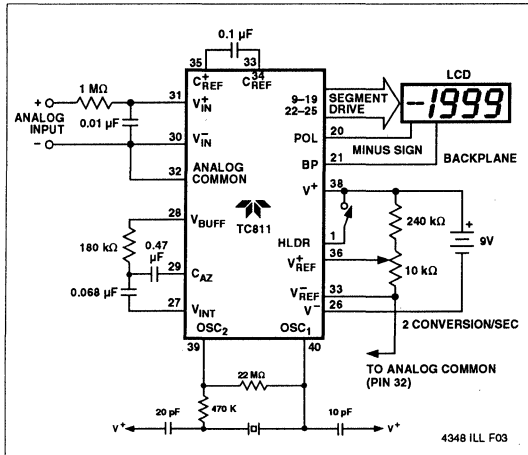 0.1 µF
35 33
C+REF 34 C-REF
LCD
-1999
1 MΩ
31 V+IN
+
ANALOG INPUT
0.01 µF
−
30 V-IN
32 ANALOG COMMON
9–19
22–25
SEGMENT DRIVE
POL 20
MINUS SIGN
BP 21
BACKPLANE
V+ 38
TC811
28 VBUFF
180 kΩ
0.47 µF
29 CAZ
0.068 µF
27 VINT
HLDR 1
V+REF 36
V-REF 33
V- 26
240 kΩ
10 kΩ
+
9V
2 CONVERSION/SEC
TO ANALOG COMMON
(PIN 32)
OSC2 OSC1
39 40
22 MΩ
470 K
20 pF
10 pF
V+ V+
4348 ILL F03